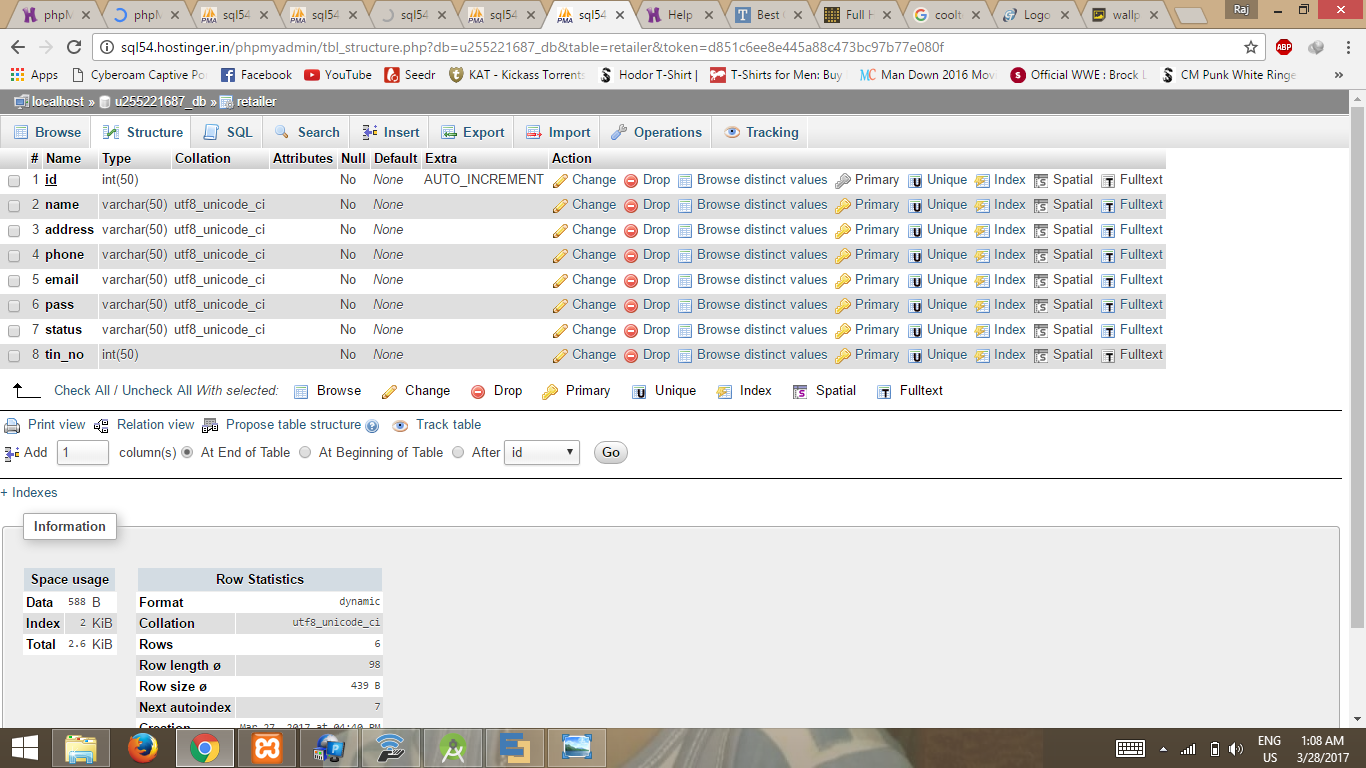 phpM phpM sql54 sql54 sql54 sql54 sql54 Help Best Full H coolt Logo wallp Raj
sql54.hostinger.in/phpmyadmin/tbl_structure.php?db=u255221687_db&table=retailer&token=d851c6ee8e445a88c473bc97b77e080f
Apps Cyberoam Captive Po Facebook YouTube Seedr KAT - Kickass Torrents Hodor T-Shirt | T-Shirts for Men: Buy Man Down 2016 Movi Official WWE : Brock L CM Punk White Ringe »
localhost » u255221687_db » retailer
Browse Structure SQL Search Insert Export Import Operations Tracking
# Name Type Collation Attributes Null Default Extra Action
1 id int(50) No None AUTO_INCREMENT Change Drop Browse distinct values Primary Unique Index Spatial Fulltext
2 name varchar(50) utf8_unicode_ci No None Change Drop Browse distinct values Primary Unique Index Spatial Fulltext
3 address varchar(50) utf8_unicode_ci No None Change Drop Browse distinct values Primary Unique Index Spatial Fulltext
4 phone varchar(50) utf8_unicode_ci No None Change Drop Browse distinct values Primary Unique Index Spatial Fulltext
5 email varchar(50) utf8_unicode_ci No None Change Drop Browse distinct values Primary Unique Index Spatial Fulltext
6 pass varchar(50) utf8_unicode_ci No None Change Drop Browse distinct values Primary Unique Index Spatial Fulltext
7 status varchar(50) utf8_unicode_ci No None Change Drop Browse distinct values Primary Unique Index Spatial Fulltext
8 tin_no int(50) No None Change Drop Browse distinct values Primary Unique Index Spatial Fulltext
Check All / Uncheck All With selected: Browse Change Drop Primary Unique Index Spatial Fulltext
Print view Relation view Propose table structure Track table
Add 1 column(s) At End of Table At Beginning of Table After id Go
+ Indexes
Information
Space usage Row Statistics
Data 588 B Format dynamic
Index 2 KiB Collation utf8_unicode_ci
Total 2.6 KiB Rows 6
Row length ø 98
Row size ø 439 B
Next autoindex 7
Creation Mar 27, 2017 at 04:40 PM
ENG 1:08 AM
US 3/28/2017